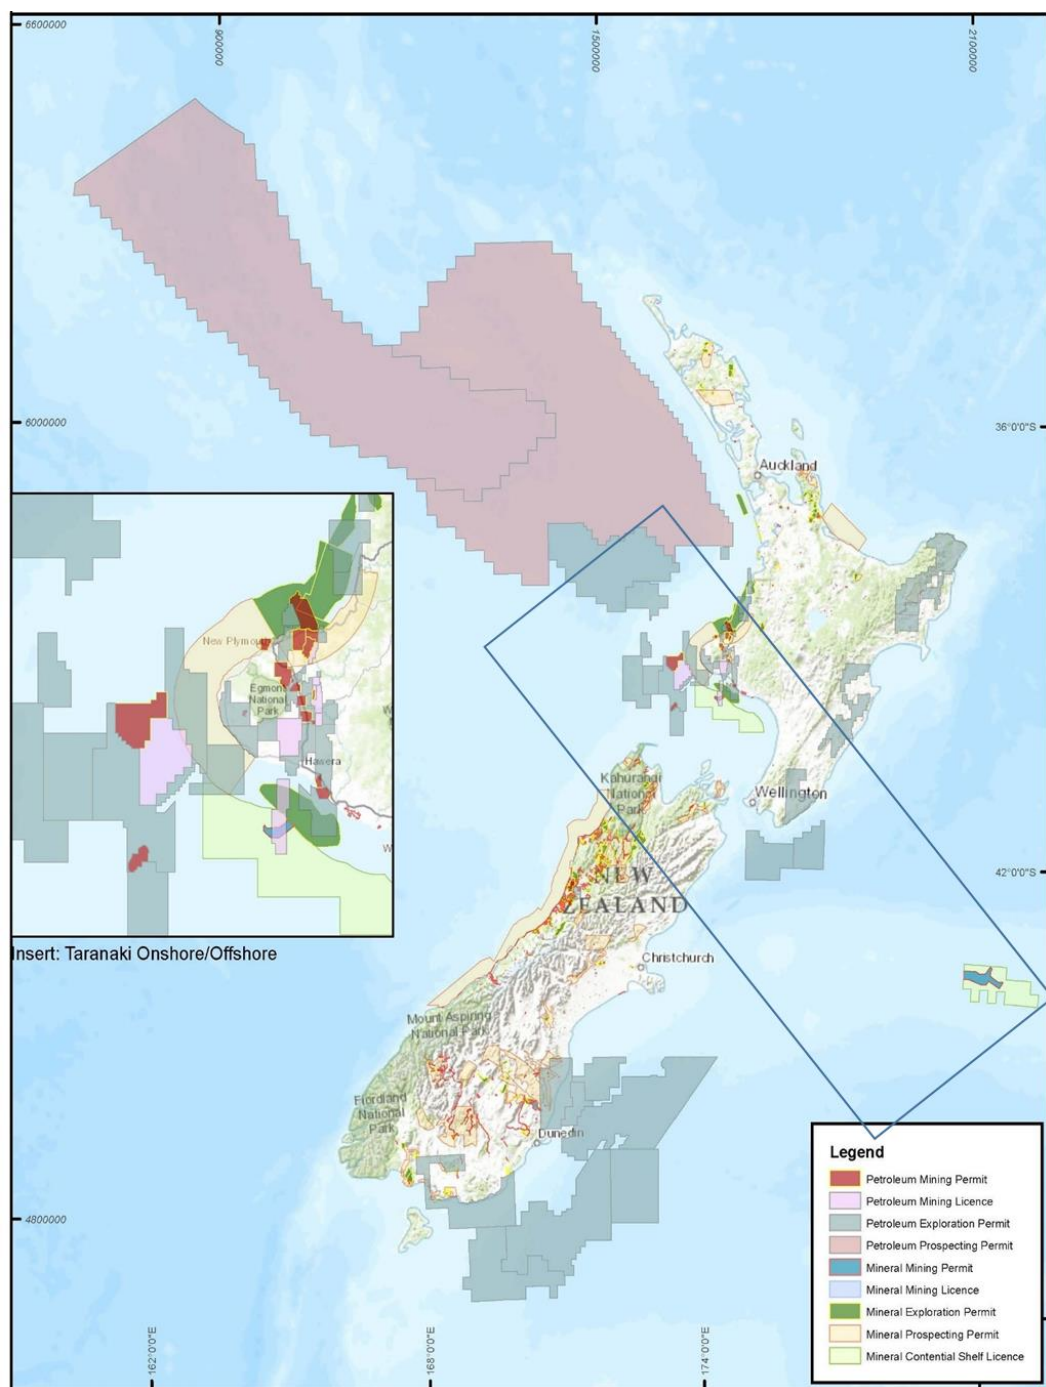 6600000
900000
1500000
2100000
6000000
36°0'0"S
Auckland
New Plymou
Egmon
National
Park
W
Hawera
W
Kahurangi
National
Park
Wellington
NEW
ZEALAND
42°0'0"S
Insert: Taranaki Onshore/Offshore
Christchurch
Mount Aspiring
National Park
Fiordland
National
Park
Dunedin
4800000
162°0'0"E
168°0'0"E
174°0'0"E
Legend
Petroleum Mining Permit
Petroleum Mining Licence
Petroleum Exploration Permit
Petroleum Prospecting Permit
Mineral Mining Permit
Mineral Mining Licence
Mineral Exploration Permit
Mineral Prospecting Permit
Mineral Contential Shelf Licence